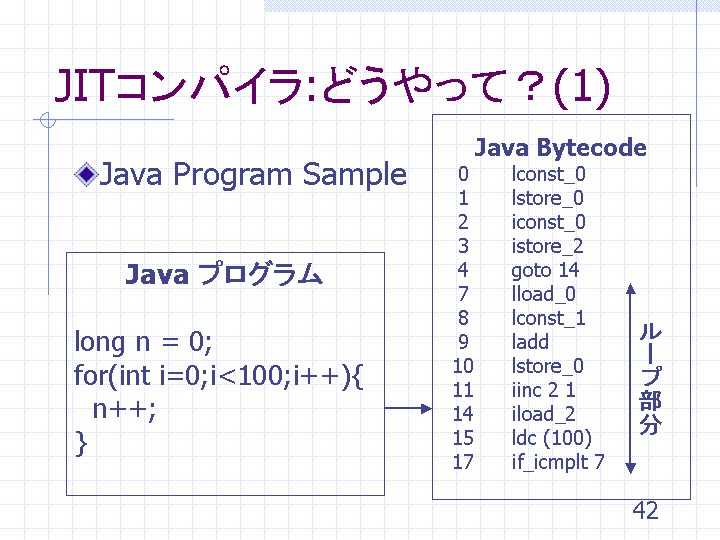 JITコンパイラ:どうやって？(1)
Java Program Sample
Java プログラム
long n = 0;
for(int i=0;i<100;i++){
  n++;
}
Java Bytecode
0 lconst_0
1 lstore_0
2 iconst_0
3 istore_2
4 goto 14
7 lload_0
8 lconst_1
9 ladd
10 lstore_0
11 iinc 2 1
14 iload_2
15 ldc (100)
17 if_icmplt 7
ループ部分
42